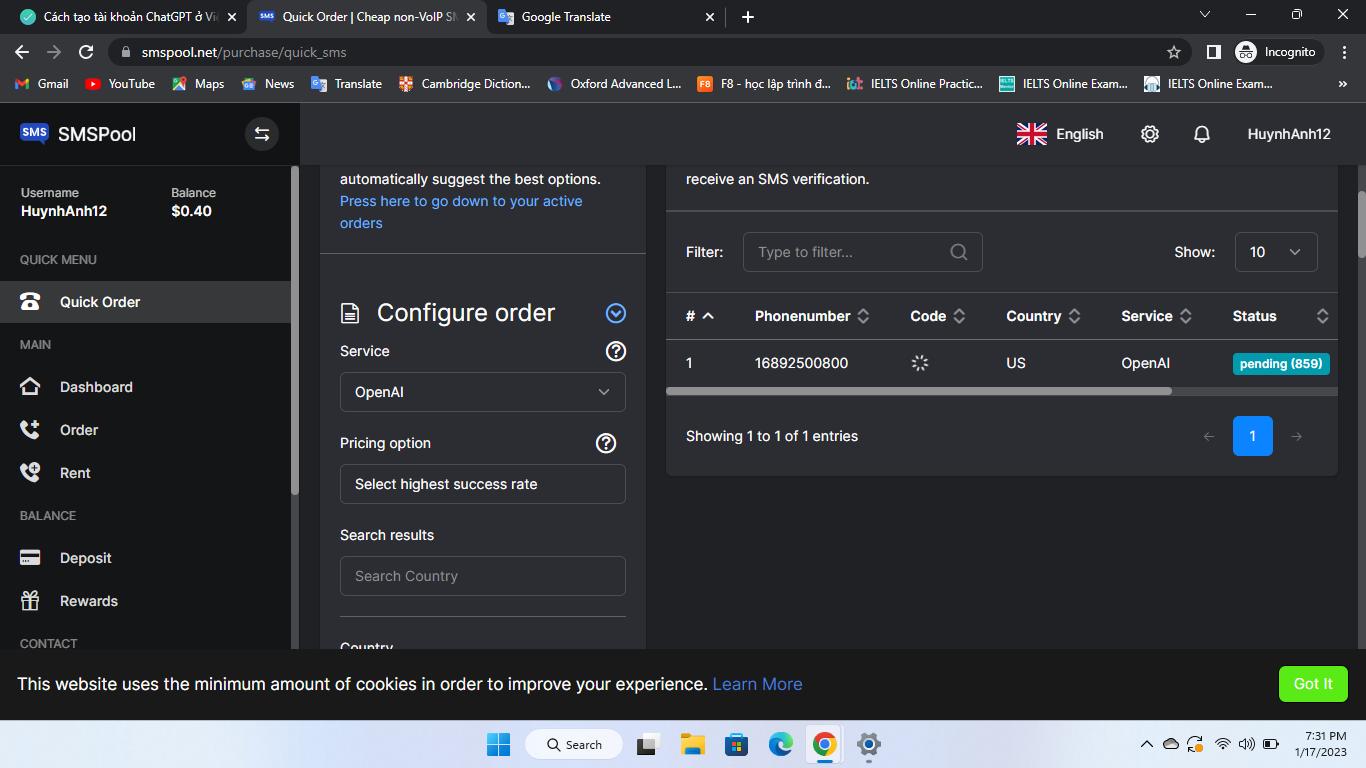 Cách tạo tài khoản ChatGPT ở Vi
Quick Order | Cheap non-VoIP SM
Google Translate
smspool.net/purchase/quick_sms
Incognito
Gmail
YouTube
Maps
News
Translate
Cambridge Diction...
Oxford Advanced L...
F8 - học lập trình đ...
IELTS Online Practic...
IELTS Online Exam...
IELTS Online Exam...
SMS SMSPool
English
HuynhAnh12
Username
HuynhAnh12
Balance
$0.40
QUICK MENU
Quick Order
MAIN
Dashboard
Order
Rent
BALANCE
Deposit
Rewards
CONTACT
automatically suggest the best options.
Press here to go down to your active
orders
Configure order
Service
OpenAI
Pricing option
Select highest success rate
Search results
Search Country
Country
receive an SMS verification.
Filter:
Type to filter...
Show:
10
# Phonenumber Code Country Service Status
1 16892500800 US OpenAI pending (859)
Showing 1 to 1 of 1 entries
← 1 →
This website uses the minimum amount of cookies in order to improve your experience. Learn More
Got It
Search
7:31 PM
1/17/2023